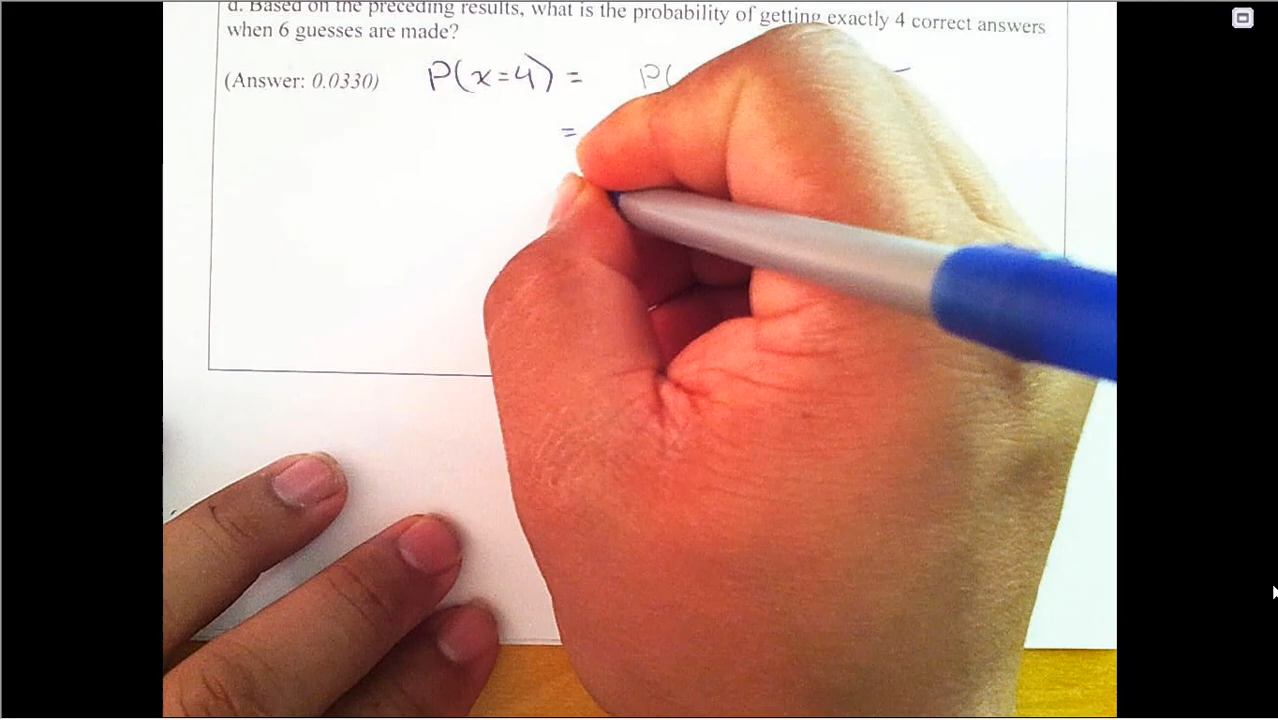 d. Based on the preceding results, what is the probability of getting exactly 4 correct answers
when 6 guesses are made?
(Answer: 0.0330) P(x=4) = P(
=